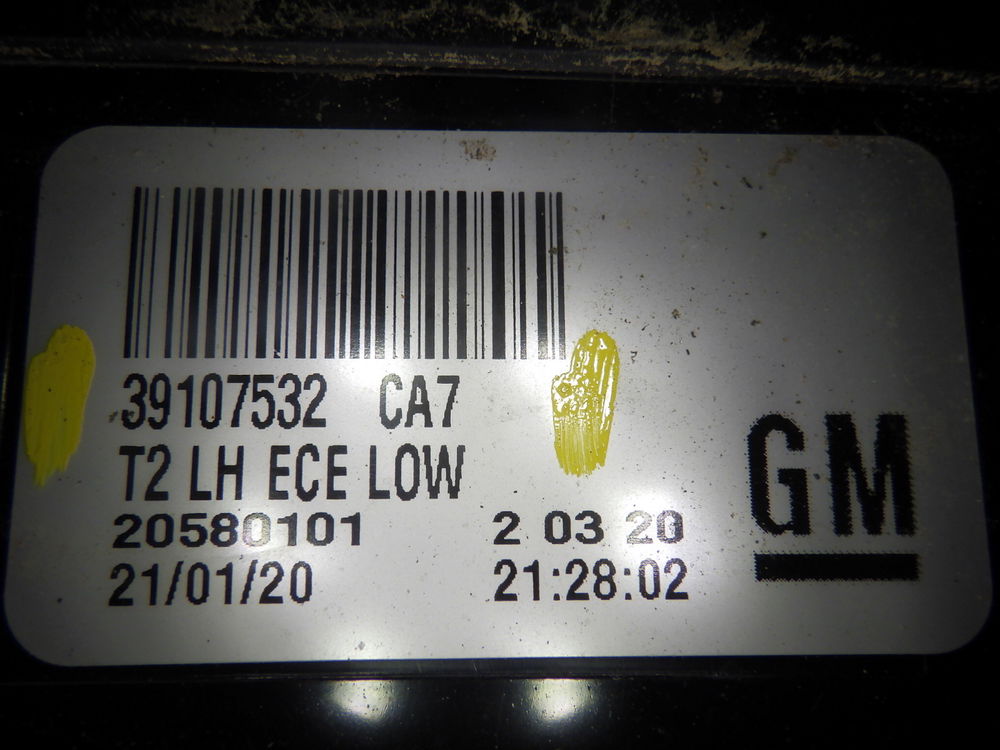 39107532 CA7
T2 LH ECE LOW
20580101 2 03 20
21/01/20 21:28:02
GM